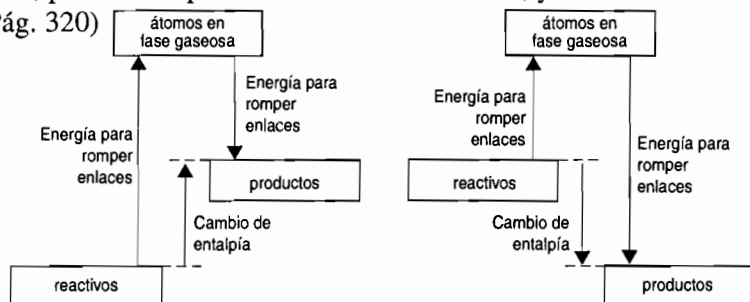 ág. 320)
átomos en
fase gaseosa
Energía para
romper
enlaces
Energía para
romper
enlaces
productos
Cambio de
entalpía
reactivos
átomos en
fase gaseosa
Energía para
romper
enlaces
Energía para
romper
enlaces
reactivos
Cambio de
entalpía
productos